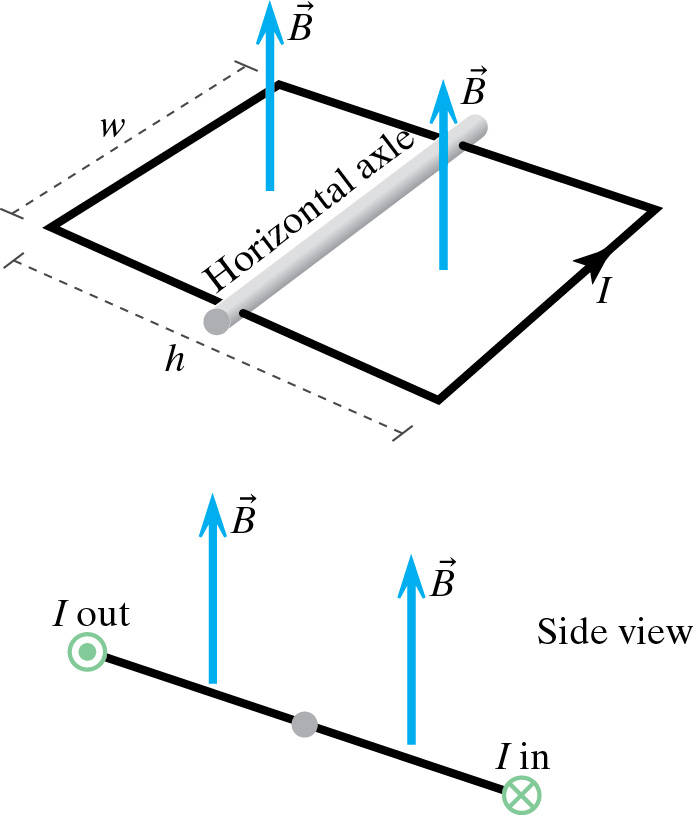 $\vec{B}$
$\vec{B}$
w
Horizontal axle
I
h
$\vec{B}$
$\vec{B}$
I out
Side view
I in